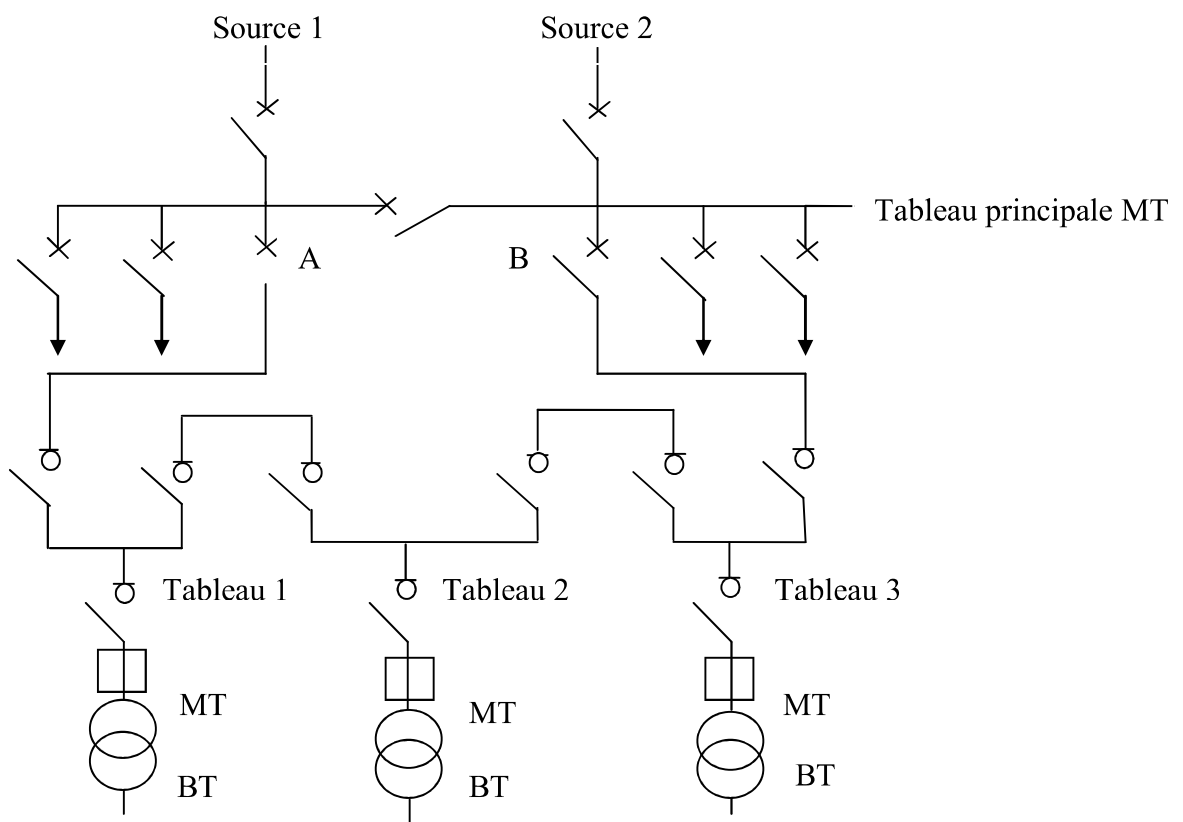 Source 1
Source 2
Tableau principale MT
A
B
Tableau 1
Tableau 2
Tableau 3
MT
MT
MT
BT
BT
BT